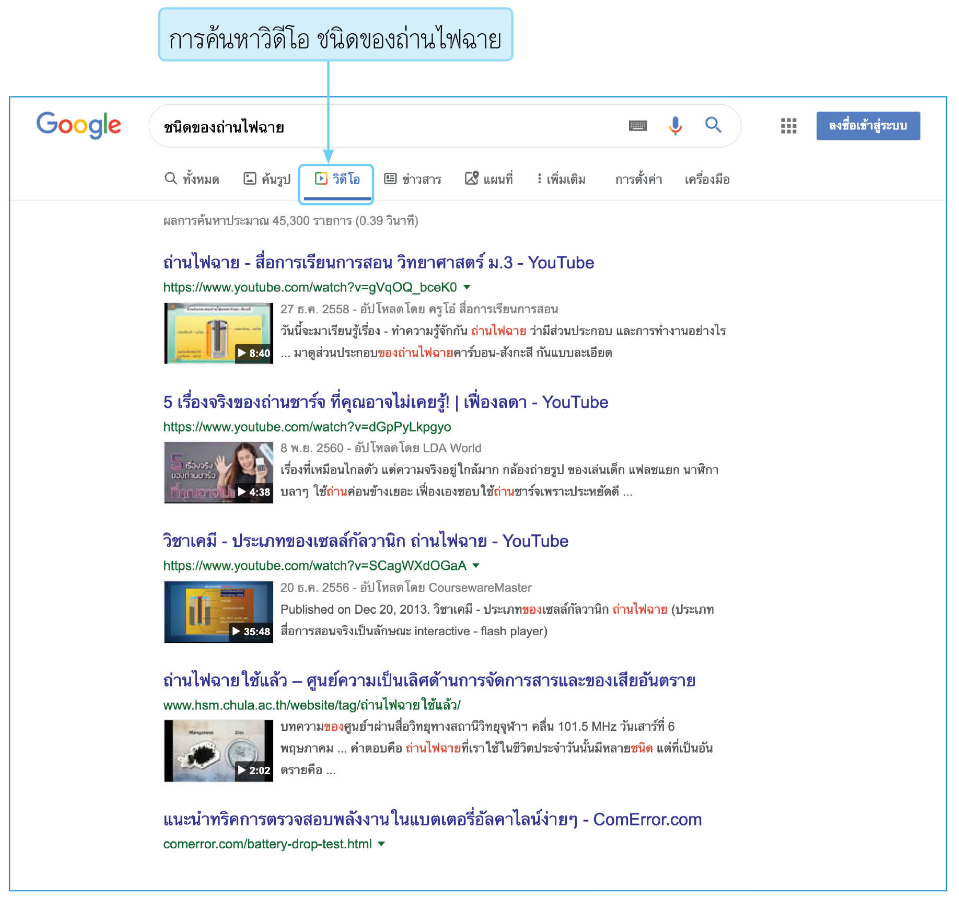 การค้นหาวิดีโอ ชนิดของถ่านไฟฉาย
Google
ชนิดของถ่านไฟฉาย
ลงชื่อเข้าสู่ระบบ
ทั้งหมด ค้นรูป วิดีโอ ข่าวสาร แผนที่ เพิ่มเติม การตั้งค่า เครื่องมือ
ผลการค้นหาประมาณ 45,300 รายการ (0.39 วินาที)
ถ่านไฟฉาย - สื่อการเรียนการสอน วิทยาศาสตร์ ม.3 - YouTube
https://www.youtube.com/watch?v=gVqOQ_bceK0
27 ธ.ค. 2558 - อัปโหลดโดย ครูโอ๋ สื่อการเรียนการสอน
วันนี้จะมาเรียนรู้เรื่อง - ทำความรู้จักกัน ถ่านไฟฉาย ว่ามีส่วนประกอบ และการทำงานอย่างไร
... มาดูส่วนประกอบของถ่านไฟฉายคาร์บอน-สังกะสี กันแบบละเอียด
8:40
5 เรื่องจริงของถ่านชาร์จ ที่คุณอาจไม่เคยรู้! | เฟื่องลดา - YouTube
https://www.youtube.com/watch?v=dGpPyLkpgyo
8 พ.ย. 2560 - อัปโหลดโดย LDA World
เรื่องที่เหมือนไกลตัว แต่ความจริงอยู่ใกล้มาก กล้องถ่ายรูป ของเล่นเด็ก แฟลชแยก นาฬิกา
บลาๆ ใช้ถ่านค่อนข้างเยอะ เฟื่องเองชอบใช้ถ่านชาร์จเพราะประหยัดดี ...
5 เรื่องจริง
ของถ่านชาร์จ
ที่คุณอาจไม่
4:38
วิชาเคมี - ประเภทของเซลล์กัลวานิก ถ่านไฟฉาย - YouTube
https://www.youtube.com/watch?v=SCagWXdOGaA
20 ธ.ค. 2556 - อัปโหลดโดย CoursewareMaster
Published on Dec 20, 2013. วิชาเคมี - ประเภทของเซลล์กัลวานิก ถ่านไฟฉาย (ประเภท
สื่อการสอนจริงเป็นลักษณะ interactive - flash player)
35:48
ถ่านไฟฉายใช้แล้ว – ศูนย์ความเป็นเลิศด้านการจัดการสารและของเสียอันตราย
www.hsm.chula.ac.th/website/tag/ถ่านไฟฉายใช้แล้ว/
บทความของศูนย์ฯผ่านสื่อวิทยุทางสถานีวิทยุจุฬาฯ คลื่น 101.5 MHz วันเสาร์ที่ 6
พฤษภาคม ... คำตอบคือ ถ่านไฟฉายที่เราใช้ในชีวิตประจำวันนั้นมีหลายชนิด แต่ที่เป็นอัน
ตรายคือ ...
Manganese Zinc
2:02
แนะนำทริคการตรวจสอบพลังงานในแบตเตอรี่อัลคาไลน์ง่ายๆ - ComError.com
comerror.com/battery-drop-test.html